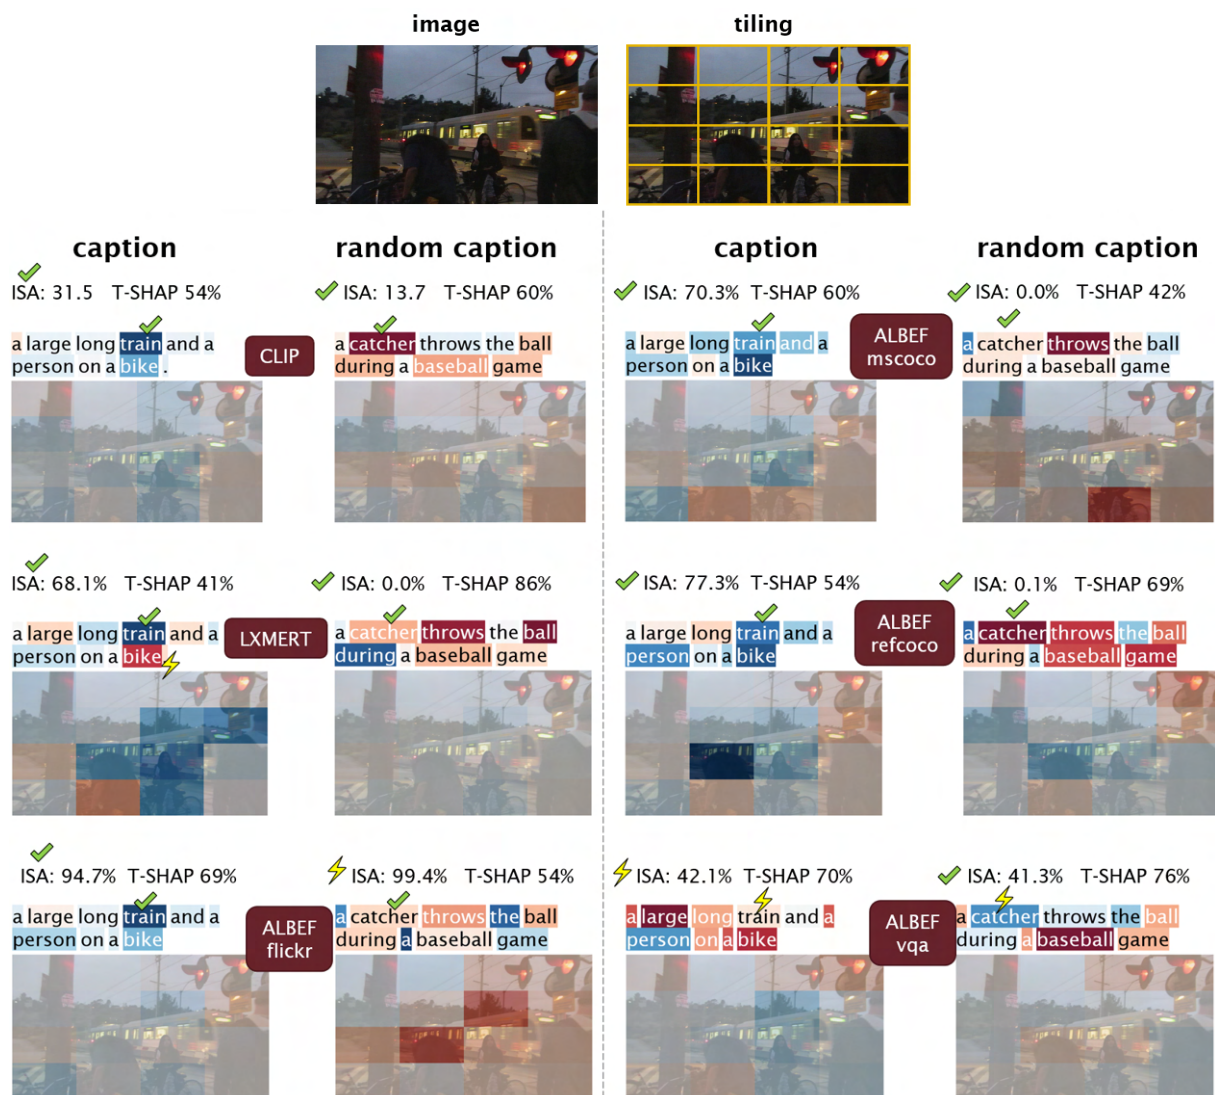 image
tiling
caption
random caption
caption
random caption
ISA: 31.5 T-SHAP 54%
a large long train and a
person on a bike .
CLIP
ISA: 13.7 T-SHAP 60%
a catcher throws the ball
during a baseball game
ISA: 70.3% T-SHAP 60%
a large long train and a
person on a bike
ALBEF
mscoco
ISA: 0.0% T-SHAP 42%
a catcher throws the ball
during a baseball game
ISA: 68.1% T-SHAP 41%
a large long train and a
person on a bike
LXMERT
ISA: 0.0% T-SHAP 86%
a catcher throws the ball
during a baseball game
ISA: 77.3% T-SHAP 54%
a large long train and a
person on a bike
ALBEF
refcoco
ISA: 0.1% T-SHAP 69%
a catcher throws the ball
during a baseball game
ISA: 94.7% T-SHAP 69%
a large long train and a
person on a bike
ALBEF
flickr
ISA: 99.4% T-SHAP 54%
a catcher throws the ball
during a baseball game
ISA: 42.1% T-SHAP 70%
a large long train and a
person on a bike
ALBEF
vqa
ISA: 41.3% T-SHAP 76%
a catcher throws the ball
during a baseball game